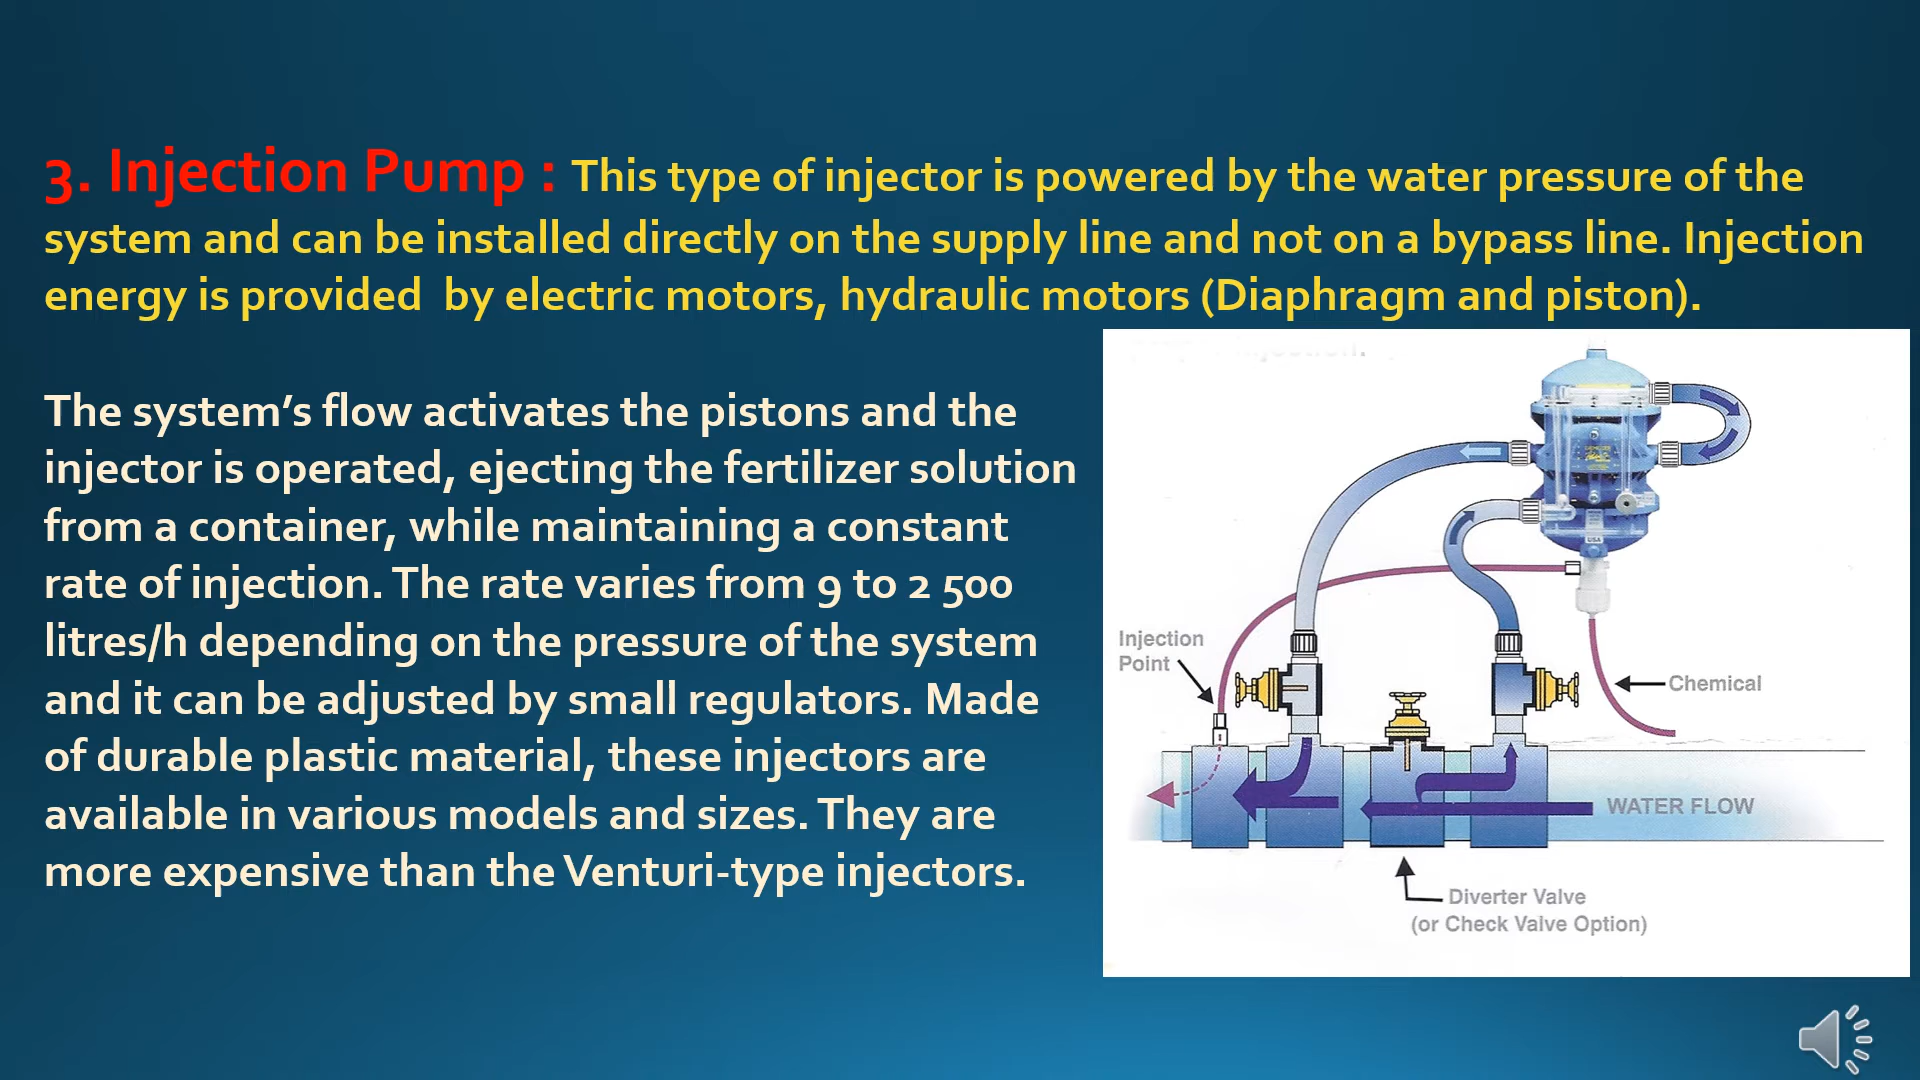 3. Injection Pump : This type of injector is powered by the water pressure of the
system and can be installed directly on the supply line and not on a bypass line. Injection
energy is provided  by electric motors, hydraulic motors (Diaphragm and piston).
The system’s flow activates the pistons and the
injector is operated, ejecting the fertilizer solution
from a container, while maintaining a constant
rate of injection. The rate varies from 9 to 2 500
litres/h depending on the pressure of the system
and it can be adjusted by small regulators. Made
of durable plastic material, these injectors are
available in various models and sizes. They are
more expensive than the Venturi-type injectors.
Injection
Point
Chemical
WATER FLOW
Diverter Valve
(or Check Valve Option)
USA